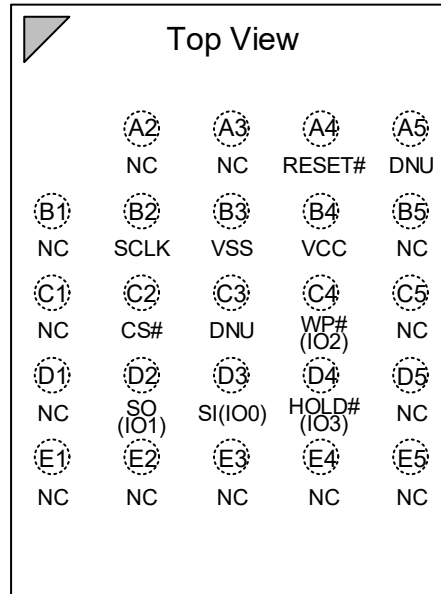 Top View
A2 A3 A4 A5
NC NC RESET# DNU
B1 B2 B3 B4 B5
NC SCLK VSS VCC NC
C1 C2 C3 C4 C5
NC CS# DNU WP# NC
(IO2)
D1 D2 D3 D4 D5
NC SO SI(IO0) HOLD# NC
(IO1) (IO3)
E1 E2 E3 E4 E5
NC NC NC NC NC